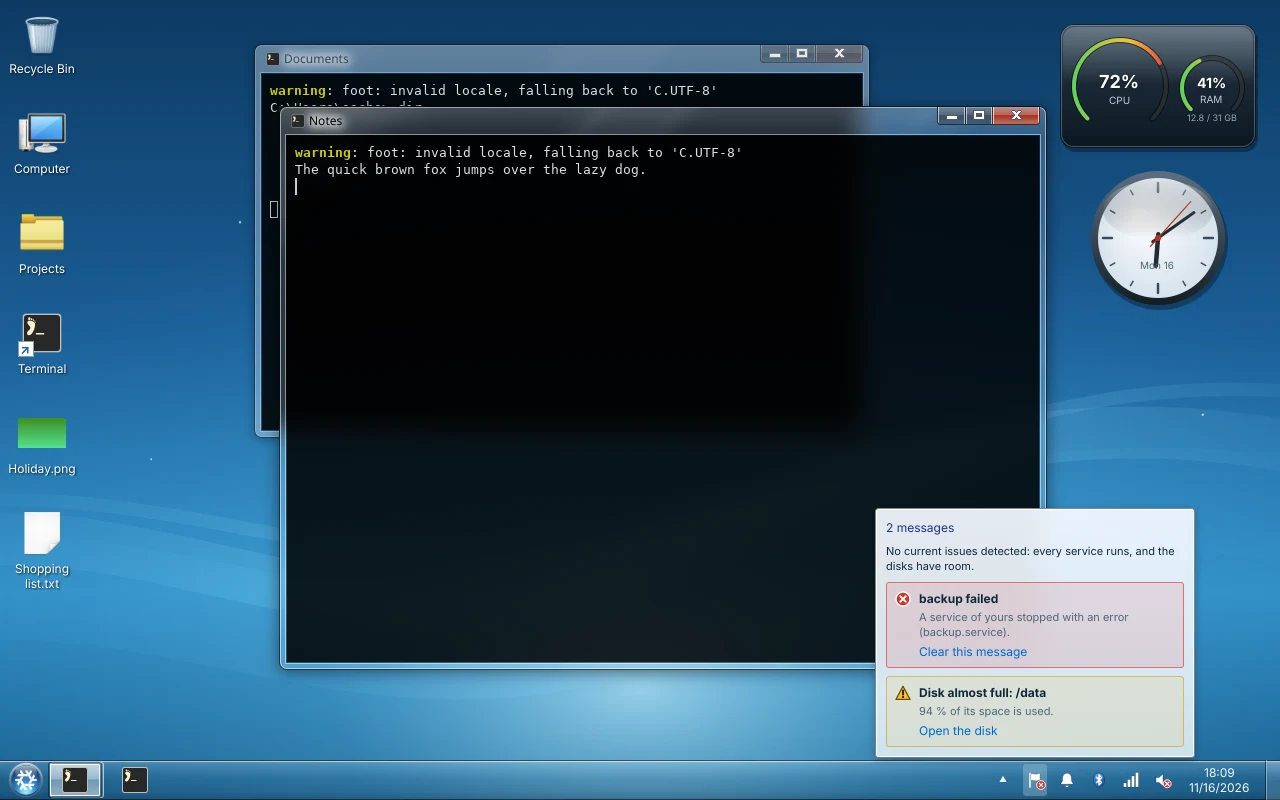 Recycle Bin
Computer
Projects
Terminal
Holiday.png
Shopping
list.txt
Documents
warning: foot: invalid locale, falling back to 'C.UTF-8'
Notes
warning: foot: invalid locale, falling back to 'C.UTF-8'
The quick brown fox jumps over the lazy dog.
72%
CPU
41%
RAM
12.8 / 31 GB
Mon 16
2 messages
No current issues detected: every service runs, and the
disks have room.
backup failed
A service of yours stopped with an error
(backup.service).
Clear this message
Disk almost full: /data
94 % of its space is used.
Open the disk
18:09
11/16/2026